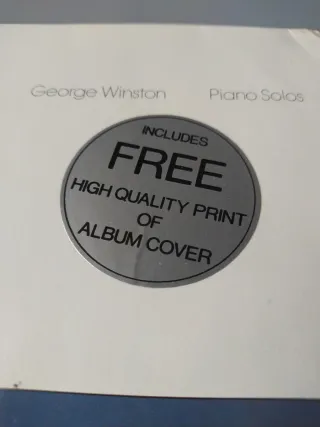 George Winston Piano Solos
INCLUDES
FREE
HIGH QUALITY PRINT
OF
ALBUM COVER